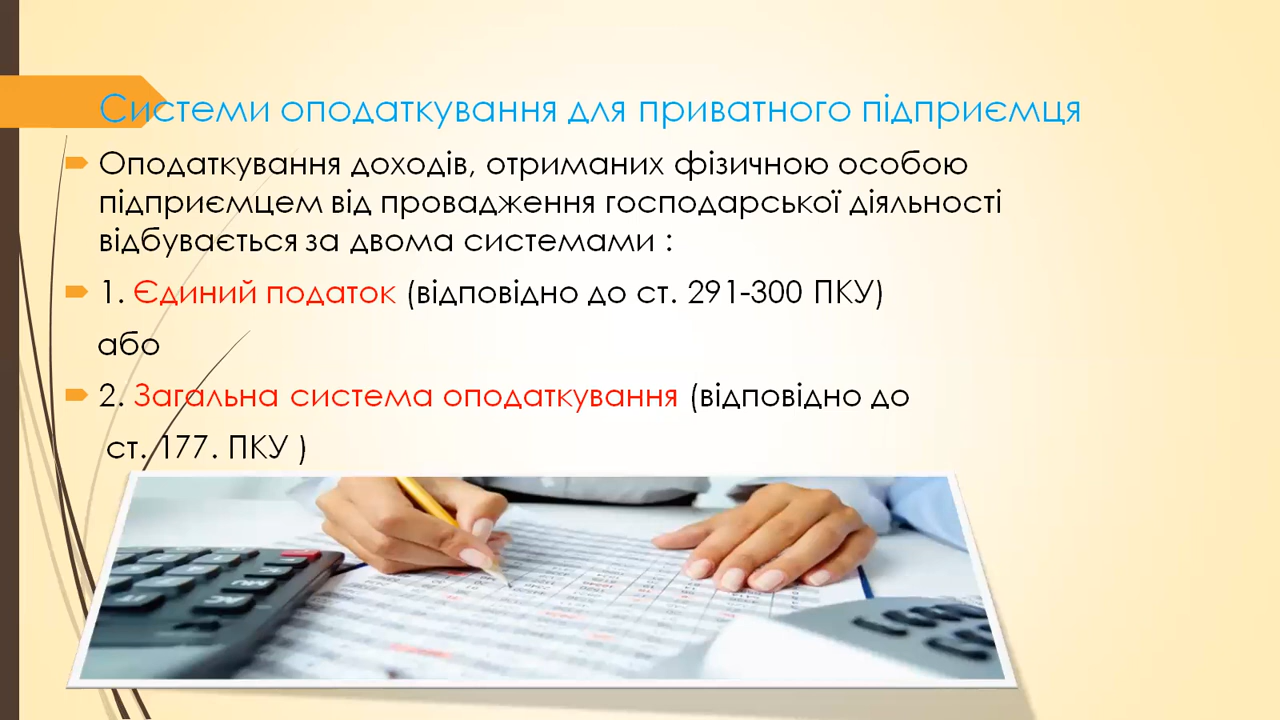 Системи оподаткування для приватного підприємця
Оподаткування доходів, отриманих фізичною особою
підприємцем від провадження господарської діяльності
відбувається за двома системами :
1. Єдиний податок (відповідно до ст. 291-300 ПКУ)
або
2. Загальна система оподаткування (відповідно до
ст. 177. ПКУ )